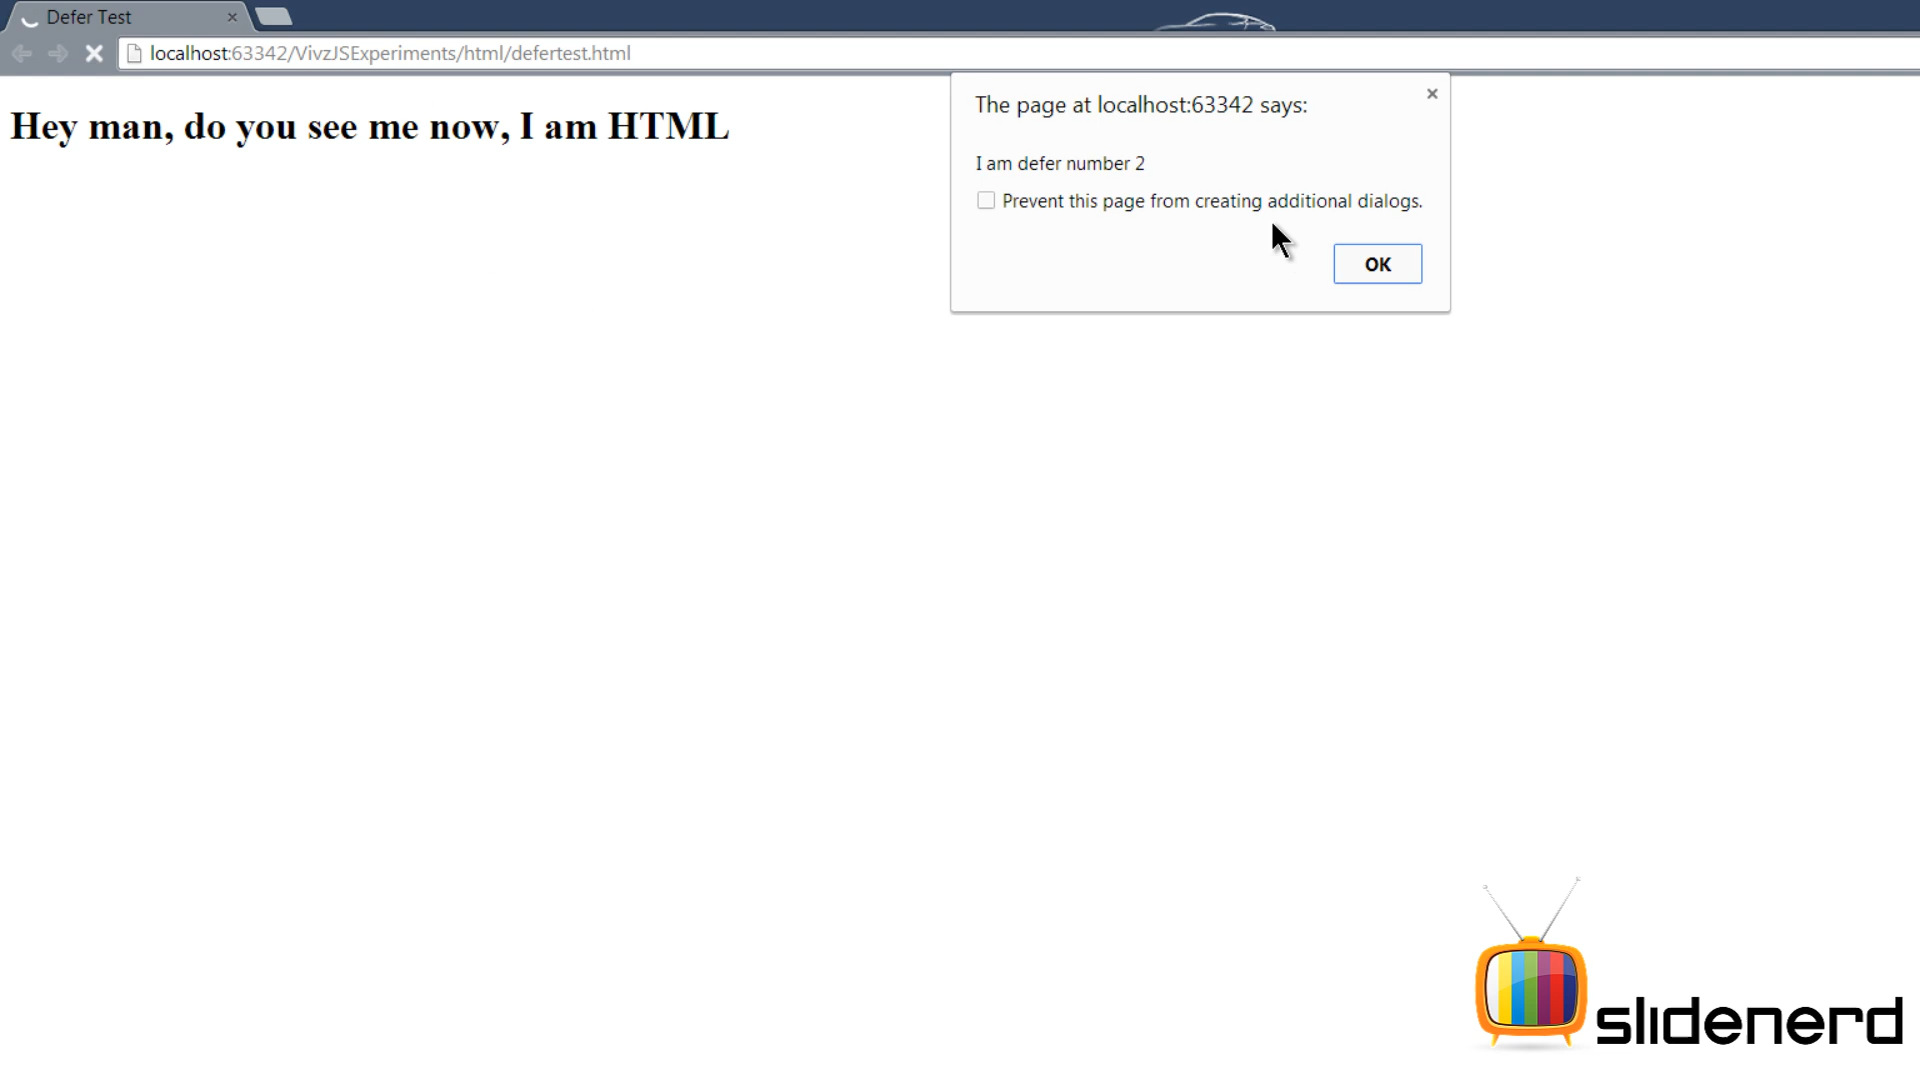 Defer Test
localhost:63342/VivzJSExperiments/html/defertest.html
Hey man, do you see me now, I am HTML
The page at localhost:63342 says:
I am defer number 2
Prevent this page from creating additional dialogs.
OK
slidenerd